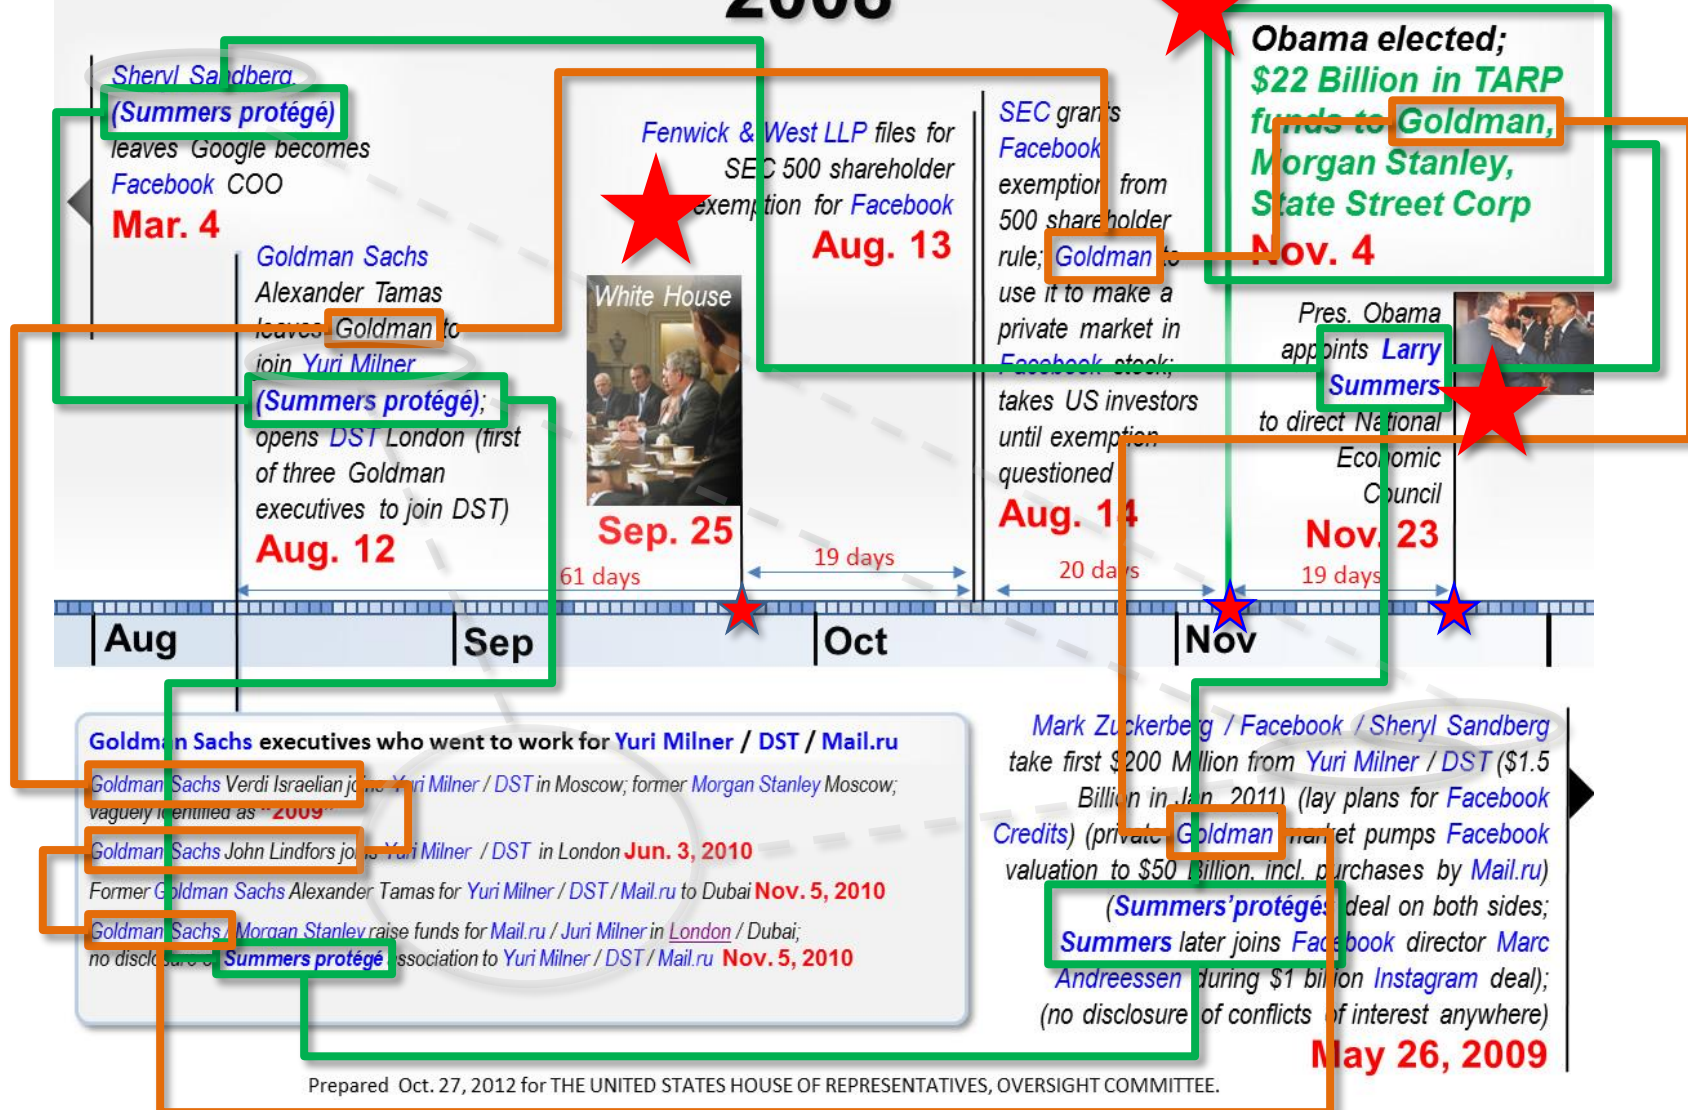 2008
Sheryl Sandberg
(Summers protégé)
leaves Google becomes
Facebook COO
Mar. 4
Goldman Sachs
Alexander Tamas
leaves Goldman to
join Yuri Milner
(Summers protégé);
opens DST London (first
of three Goldman
executives to join DST)
Aug. 12
White House
Sep. 25
Fenwick & West LLP files for
SEC 500 shareholder
exemption for Facebook
Aug. 13
SEC grants
Facebook
exemption from
500 shareholder
rule; Goldman to
use it to make a
private market in
Facebook stock;
takes US investors
until exemption
questioned
Aug. 14
Obama elected;
$22 Billion in TARP
funds to Goldman,
Morgan Stanley,
State Street Corp
Nov. 4
Pres. Obama
appoints Larry
Summers
to direct National
Economic
Council
Nov. 23
61 days
19 days
20 days
19 days
Aug
Sep
Oct
Nov
Goldman Sachs executives who went to work for Yuri Milner / DST / Mail.ru
Goldman Sachs Verdi Israelian joins Yuri Milner / DST in Moscow; former Morgan Stanley Moscow;
vaguely identified as "2009"
Goldman Sachs John Lindfors joins Yuri Milner / DST in London Jun. 3, 2010
Former Goldman Sachs Alexander Tamas for Yuri Milner / DST / Mail.ru to Dubai Nov. 5, 2010
Goldman Sachs / Morgan Stanley raise funds for Mail.ru / Juri Milner in London / Dubai;
no disclosure of Summers protégé association to Yuri Milner / DST / Mail.ru Nov. 5, 2010
Mark Zuckerberg / Facebook / Sheryl Sandberg
take first $200 Million from Yuri Milner / DST ($1.5
Billion in Jan. 2011) (lay plans for Facebook
Credits) (private Goldman market pumps Facebook
valuation to $50 Billion, incl. purchases by Mail.ru)
(Summers'protégés deal on both sides;
Summers later joins Facebook director Marc
Andreessen during $1 billion Instagram deal);
(no disclosure of conflicts of interest anywhere)
May 26, 2009
Prepared Oct. 27, 2012 for THE UNITED STATES HOUSE OF REPRESENTATIVES, OVERSIGHT COMMITTEE.